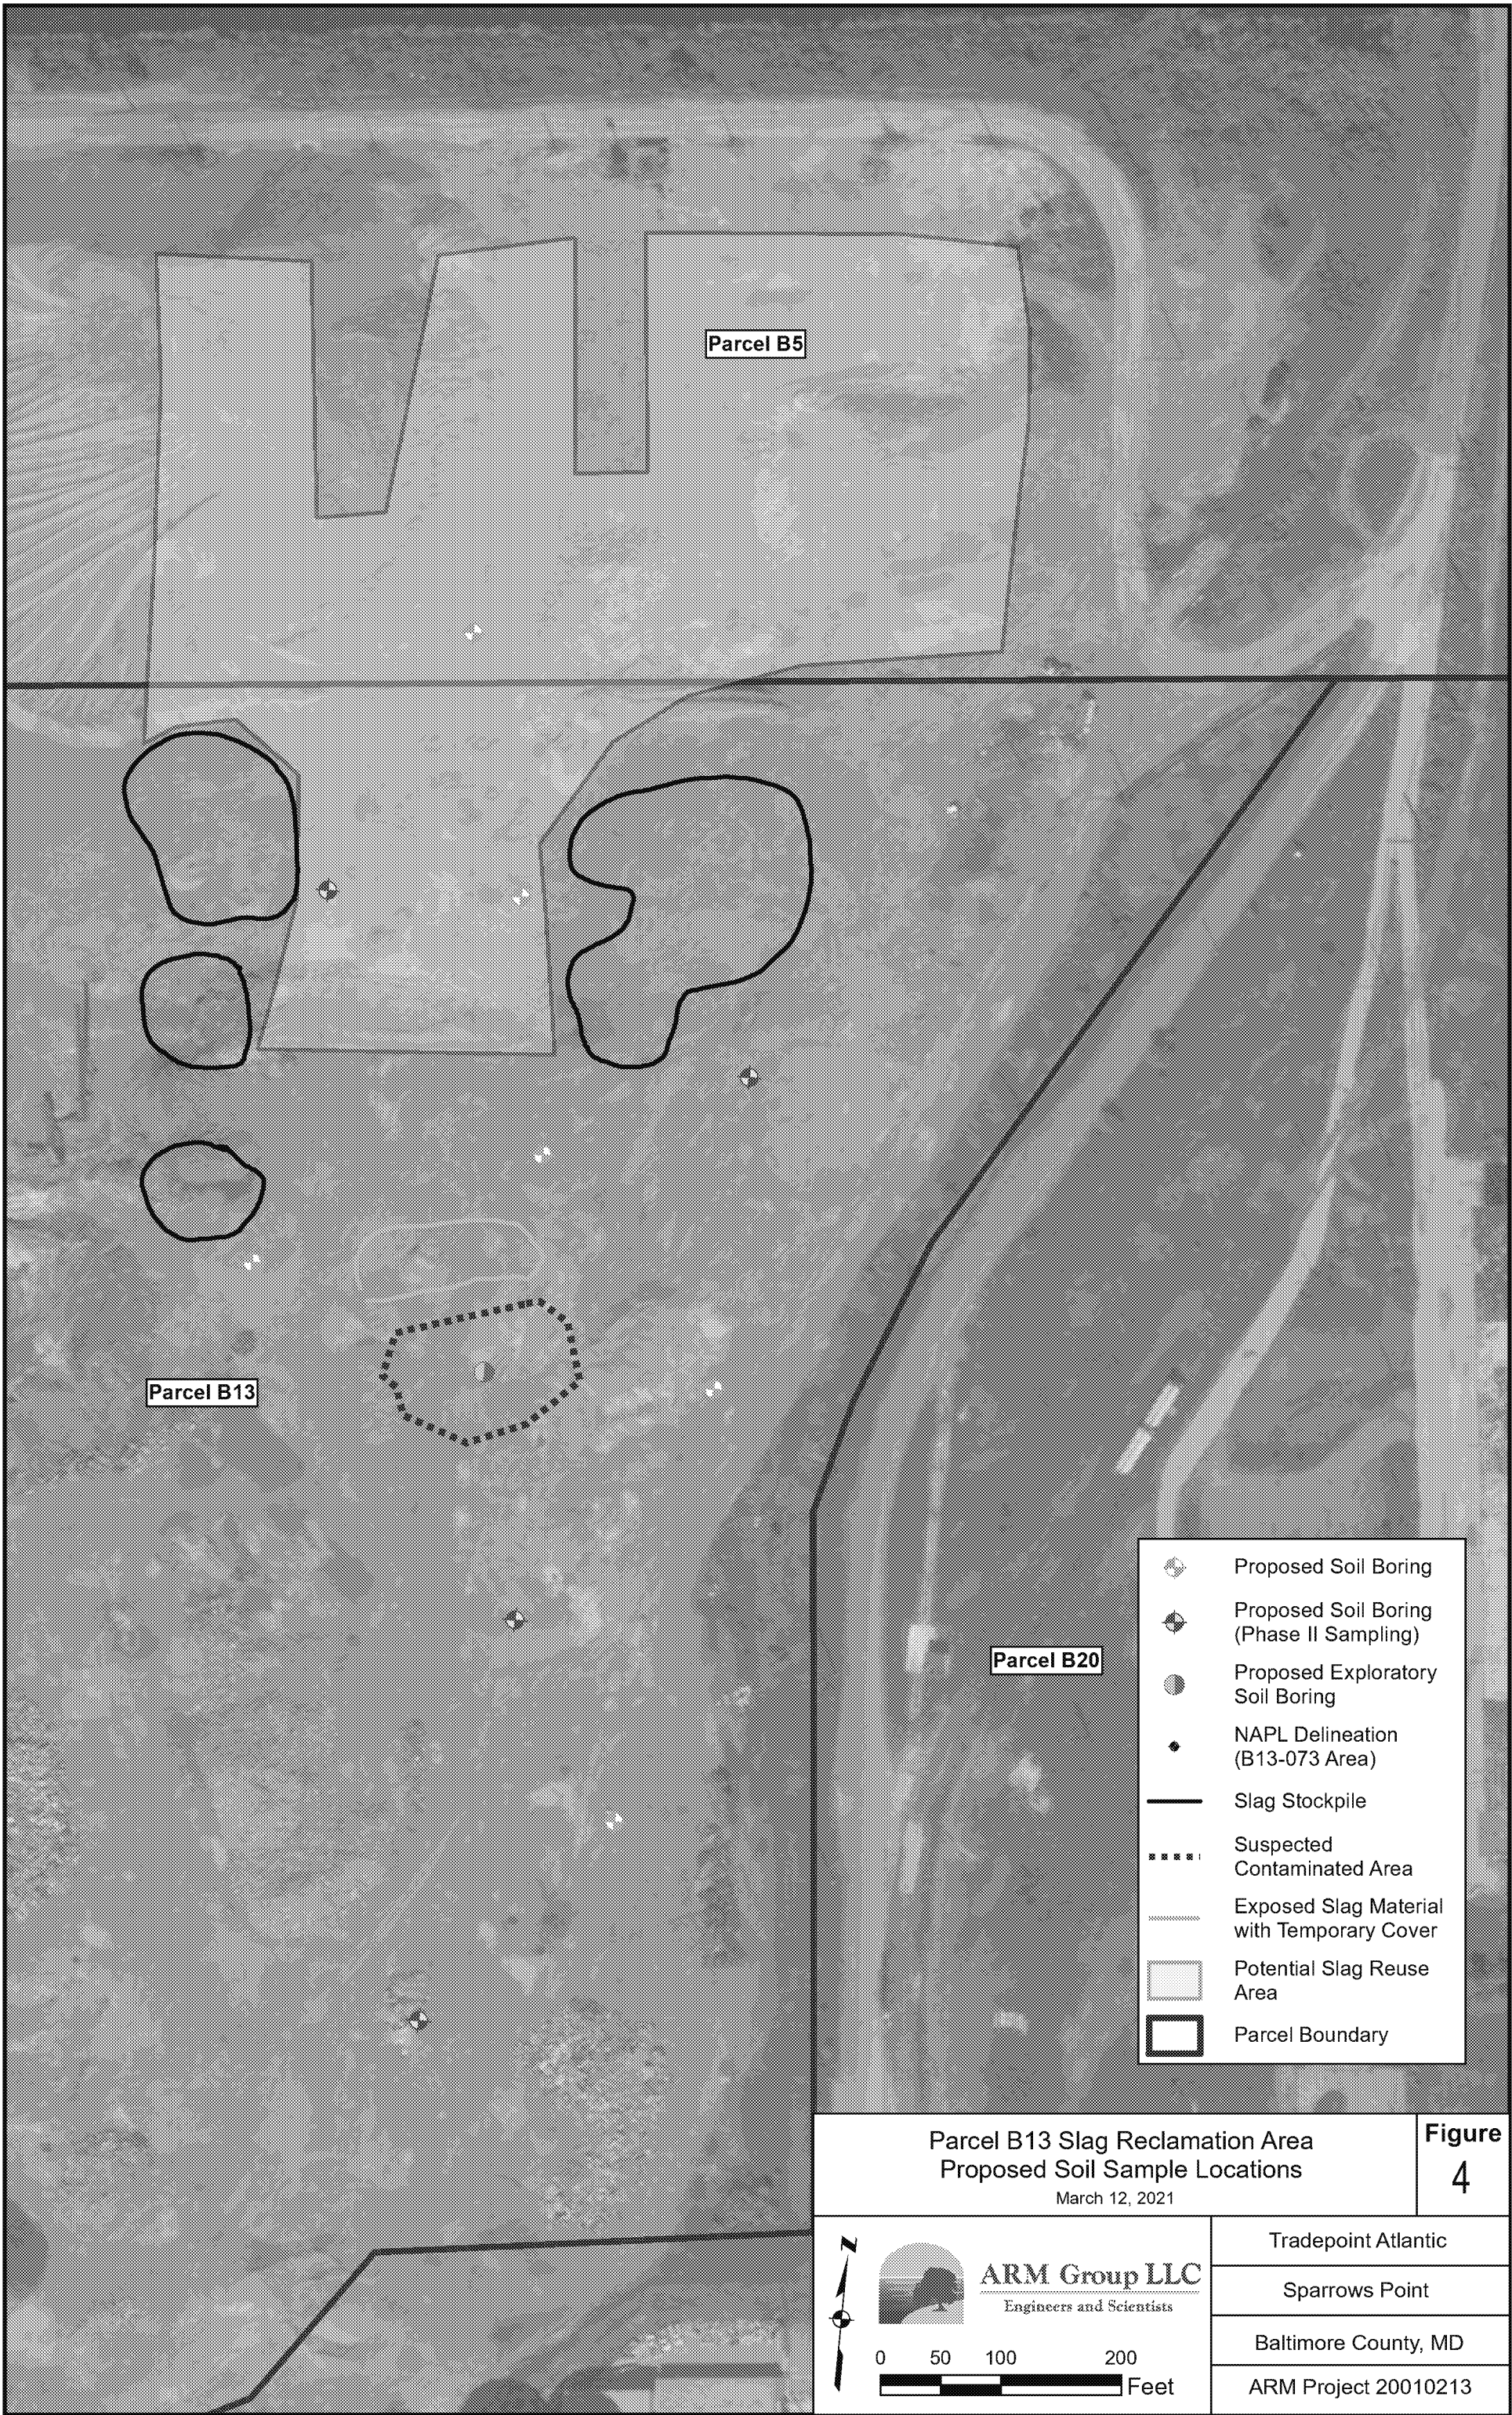 Parcel B5
Parcel B13
Parcel B20
Proposed Soil Boring
Proposed Soil Boring
(Phase II Sampling)
Proposed Exploratory
Soil Boring
NAPL Delineation
(B13-073 Area)
Slag Stockpile
Suspected
Contaminated Area
Exposed Slag Material
with Temporary Cover
Potential Slag Reuse
Area
Parcel Boundary
Parcel B13 Slag Reclamation Area
Proposed Soil Sample Locations
March 12, 2021
Figure
4
N
ARM Group LLC
Engineers and Scientists
0 50 100 200
Feet
Tradepoint Atlantic
Sparrows Point
Baltimore County, MD
ARM Project 20010213